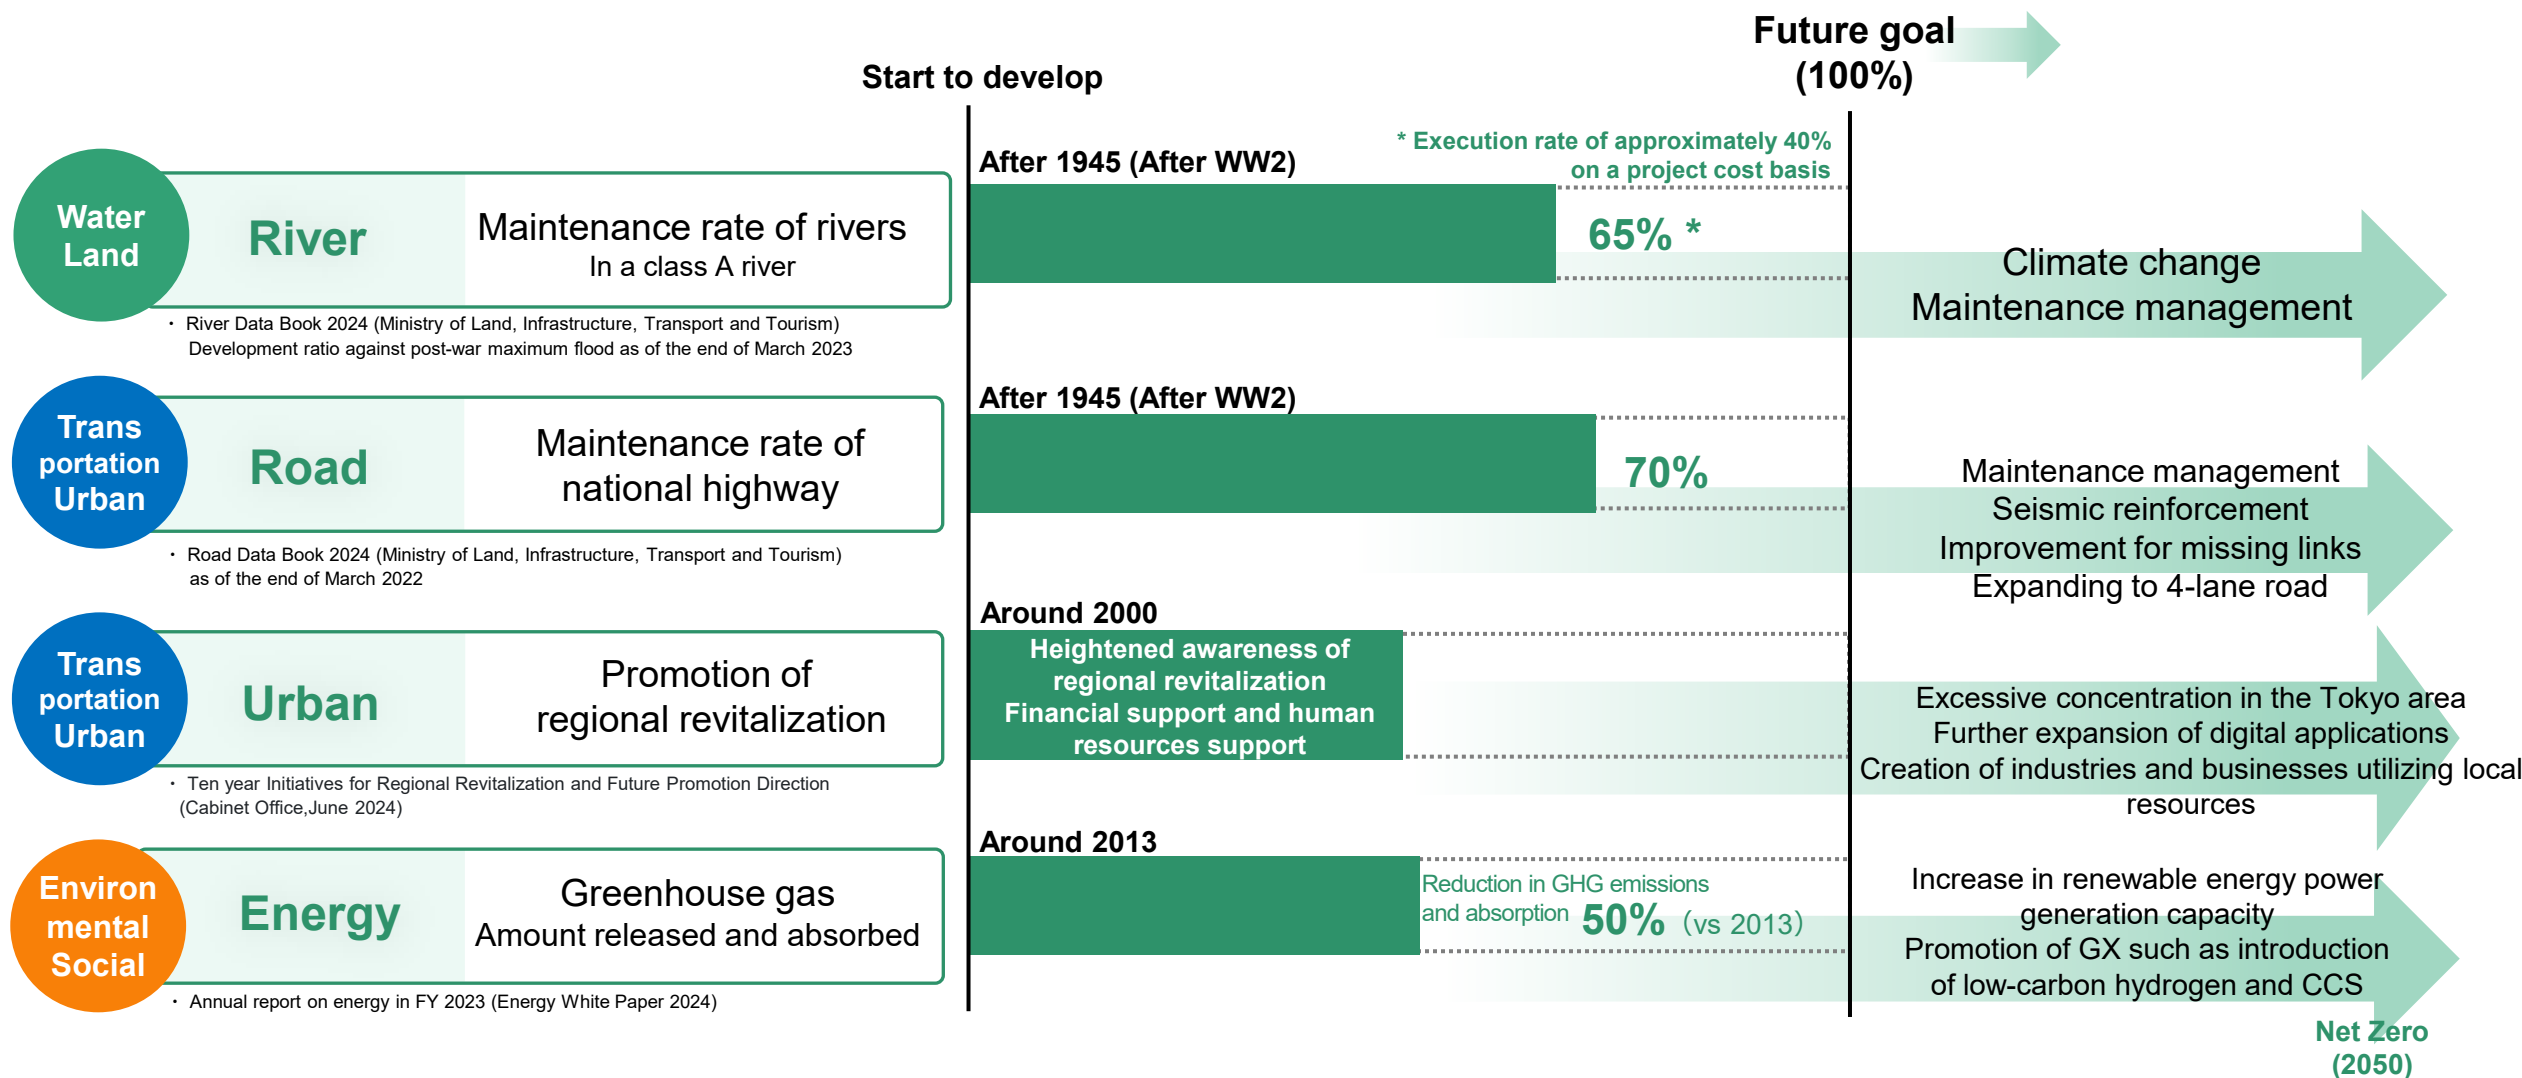 Future goal
(100%)
Start to develop
Water
Land
River
Maintenance rate of rivers
In a class A river
After 1945 (After WW2)
* Execution rate of approximately 40%
on a project cost basis
65% *
Climate change
Maintenance management
・ River Data Book 2024 (Ministry of Land, Infrastructure, Transport and Tourism)
Development ratio against post-war maximum flood as of the end of March 2023
Trans
portation
Urban
Road
Maintenance rate of
national highway
After 1945 (After WW2)
70%
Maintenance management
Seismic reinforcement
Improvement for missing links
Expanding to 4-lane road
・ Road Data Book 2024 (Ministry of Land, Infrastructure, Transport and Tourism)
as of the end of March 2022
Trans
portation
Urban
Urban
Promotion of
regional revitalization
Around 2000
Heightened awareness of
regional revitalization
Financial support and human
resources support
Excessive concentration in the Tokyo area
Further expansion of digital applications
Creation of industries and businesses utilizing local
resources
・ Ten year Initiatives for Regional Revitalization and Future Promotion Direction
(Cabinet Office,June 2024)
Environ
mental
Social
Energy
Greenhouse gas
Amount released and absorbed
Around 2013
Reduction in GHG emissions
and absorption 50% （vs 2013）
Increase in renewable energy power
generation capacity
Promotion of GX such as introduction
of low-carbon hydrogen and CCS
・ Annual report on energy in FY 2023 (Energy White Paper 2024)
Net Zero
(2050)